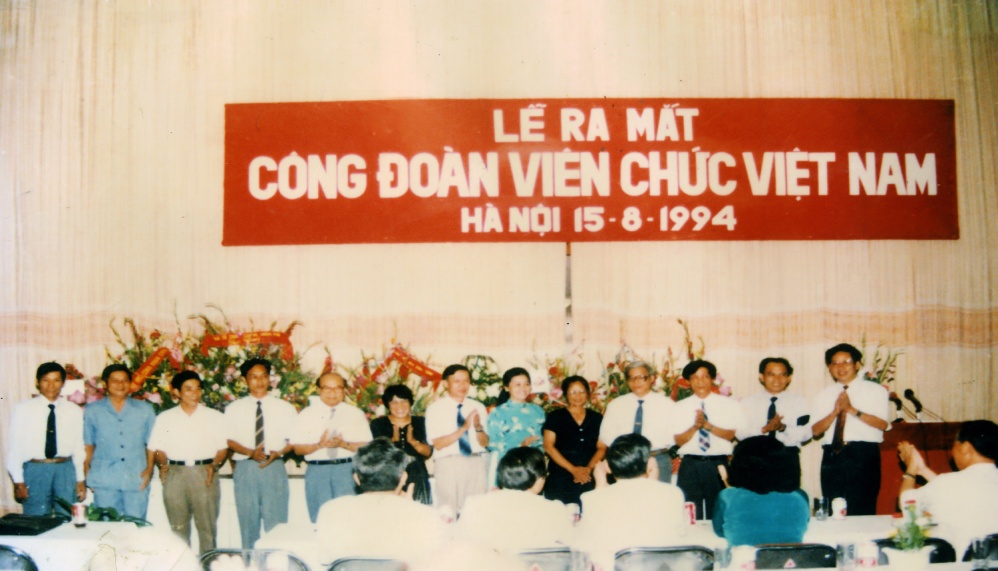 LỄ RA MẮT
CÔNG ĐOÀN VIÊN CHỨC VIỆT NAM
HÀ NỘI 15-8-1994